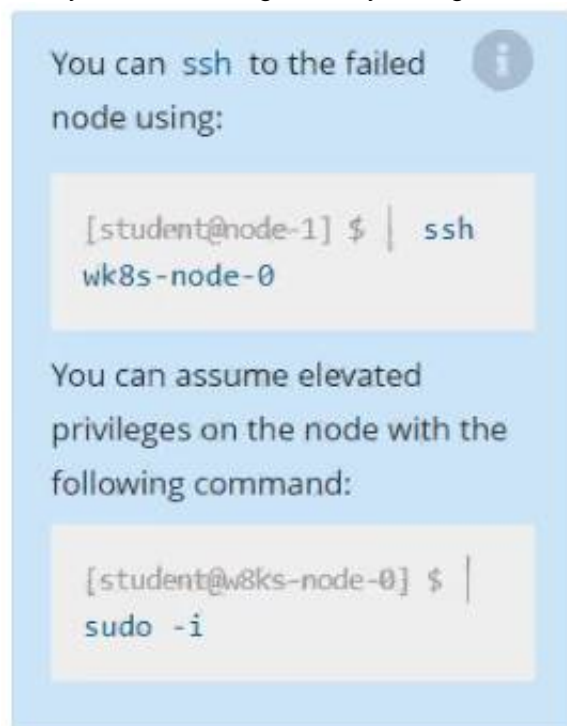 You can ssh to the failed
node using:
[student@node-1] $ | ssh
wk8s-node-0
You can assume elevated
privileges on the node with the
following command:
[student@w8ks-node-0] $ |
sudo -i